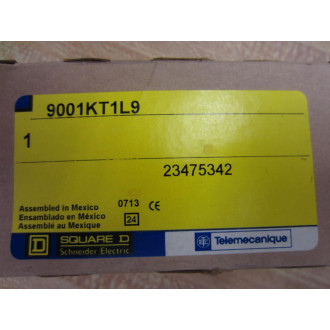 9001KT1L9
1
23475342
Assembled in Mexico 0713 CE
Ensamblado en México 24
Assemblé au Mexique
D SQUARE D
Schneider Electric
Telemecanique